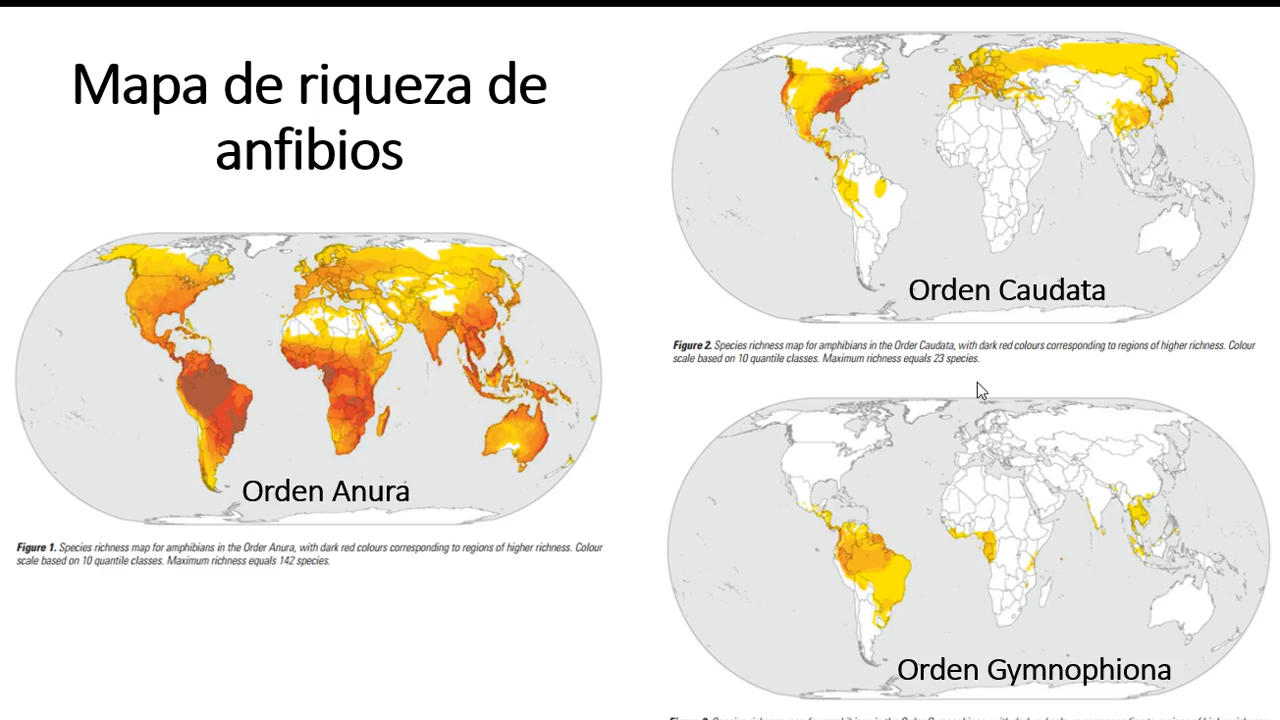 Mapa de riqueza de
anfibios
Orden Anura
Figure 1. Species richness map for amphibians in the Order Anura, with dark red colours corresponding to regions of higher richness. Colour
scale based on 10 quantile classes. Maximum richness equals 142 species.
Orden Caudata
Figure 2. Species richness map for amphibians in the Order Caudata, with dark red colours corresponding to regions of higher richness. Colour
scale based on 10 quantile classes. Maximum richness equals 23 species.
Orden Gymnophiona